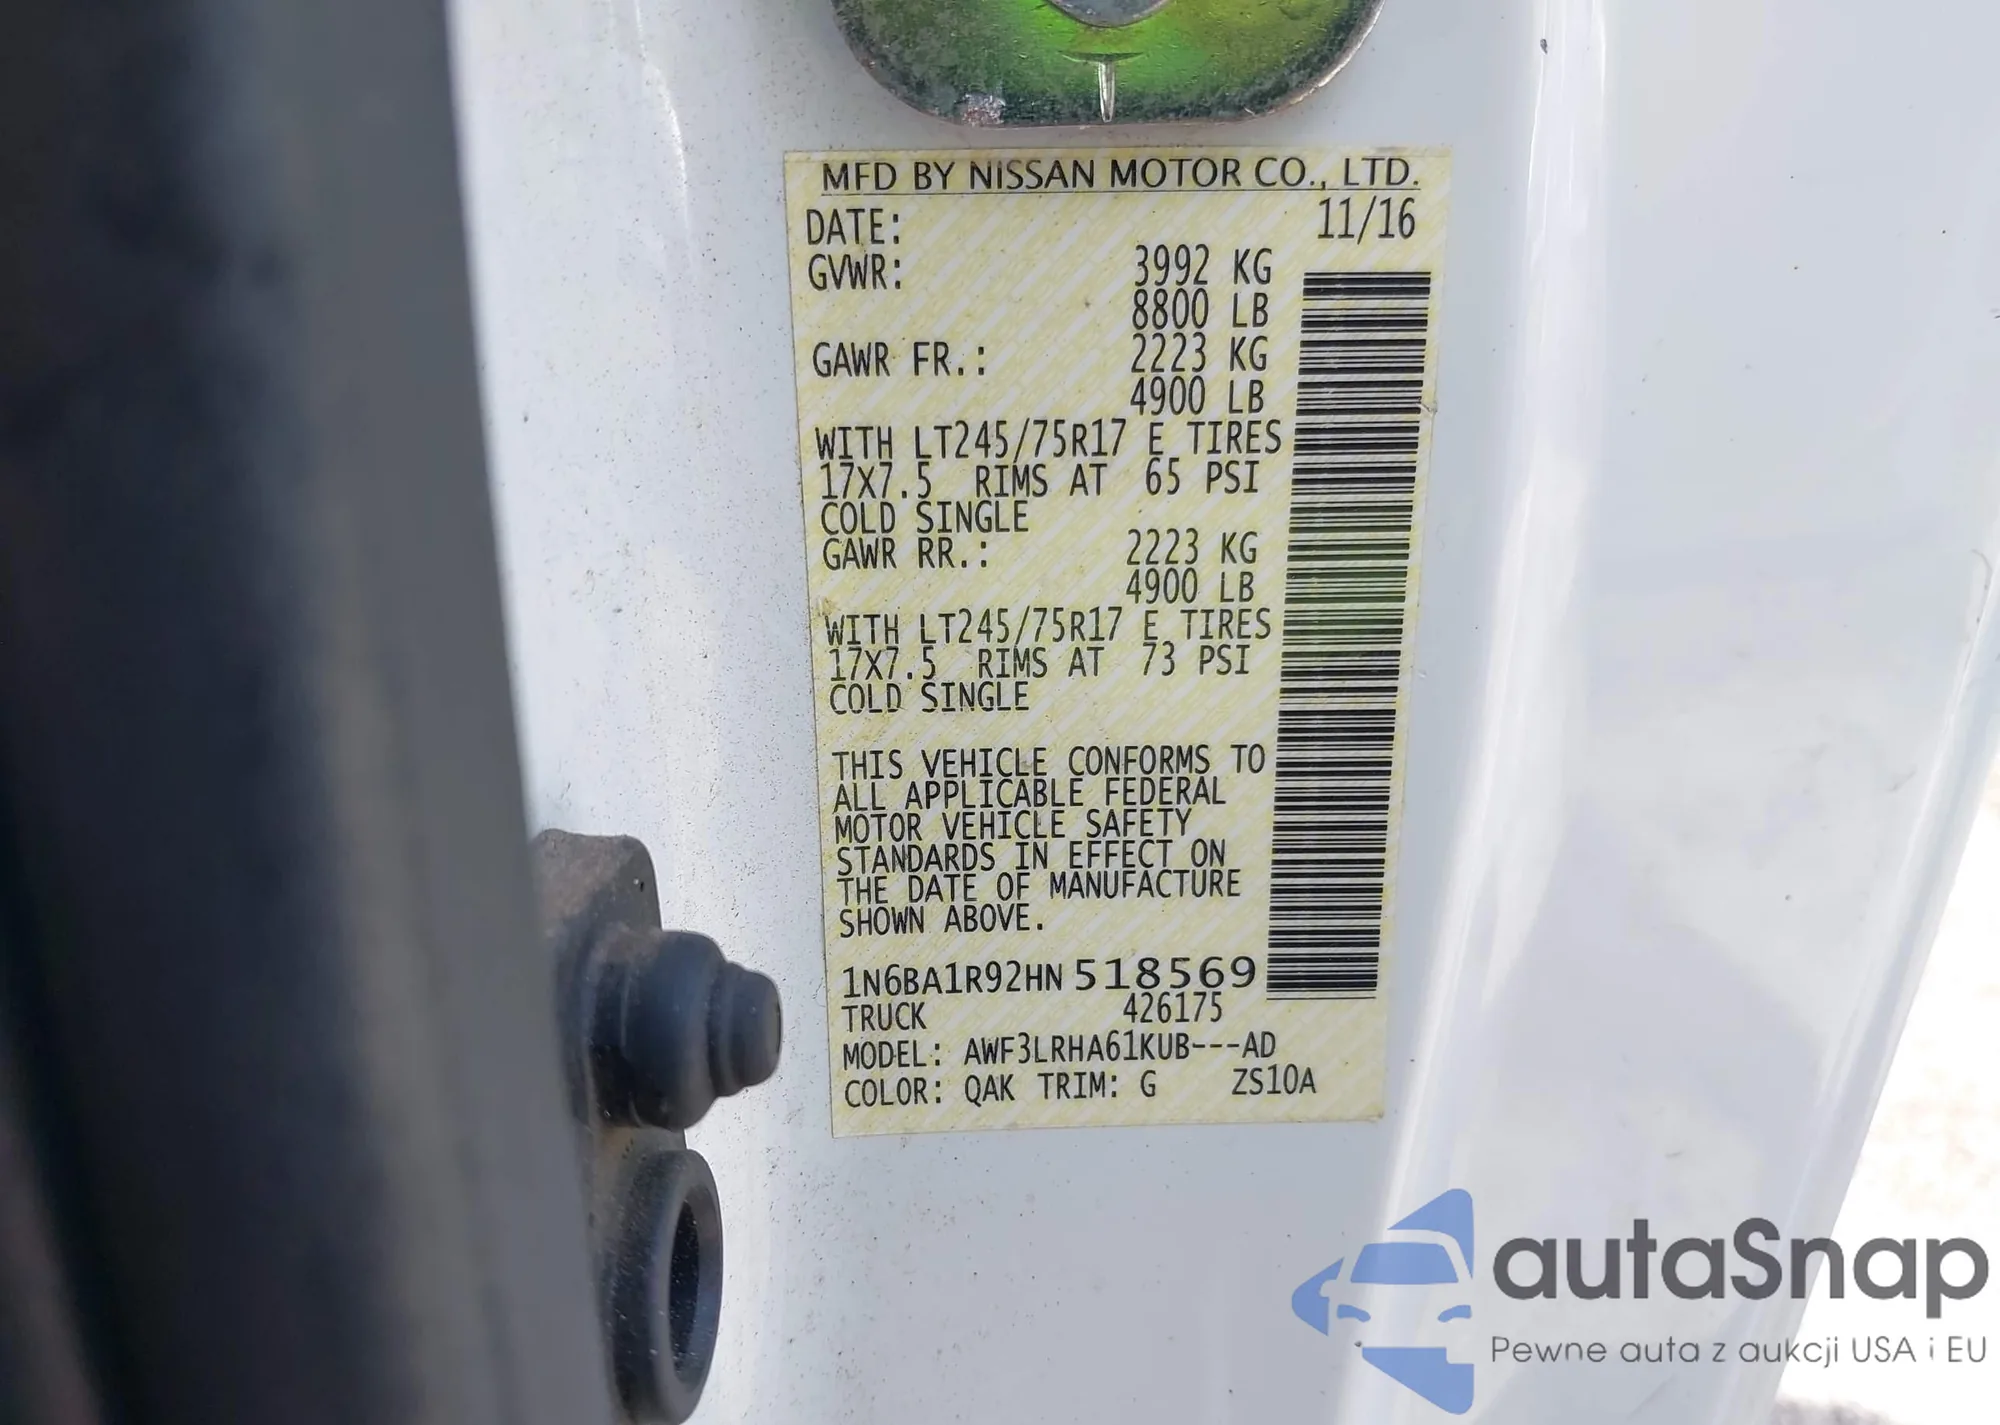 MFD BY NISSAN MOTOR CO., LTD.
DATE: 11/16
GVWR: 3992 KG
8800 LB
GAWR FR.: 2223 KG
4900 LB
WITH LT245/75R17 E TIRES
17X7.5 RIMS AT 65 PSI
COLD SINGLE
GAWR RR.: 2223 KG
4900 LB
WITH LT245/75R17 E TIRES
17X7.5 RIMS AT 73 PSI
COLD SINGLE
THIS VEHICLE CONFORMS TO
ALL APPLICABLE FEDERAL
MOTOR VEHICLE SAFETY
STANDARDS IN EFFECT ON
THE DATE OF MANUFACTURE
SHOWN ABOVE.
1N6BA1R92HN518569
TRUCK 426175
MODEL: AWF3LRHA61KUB---AD
COLOR: QAK TRIM: G ZS10A
autaSnap
Pewne auta z aukcji USA i EU